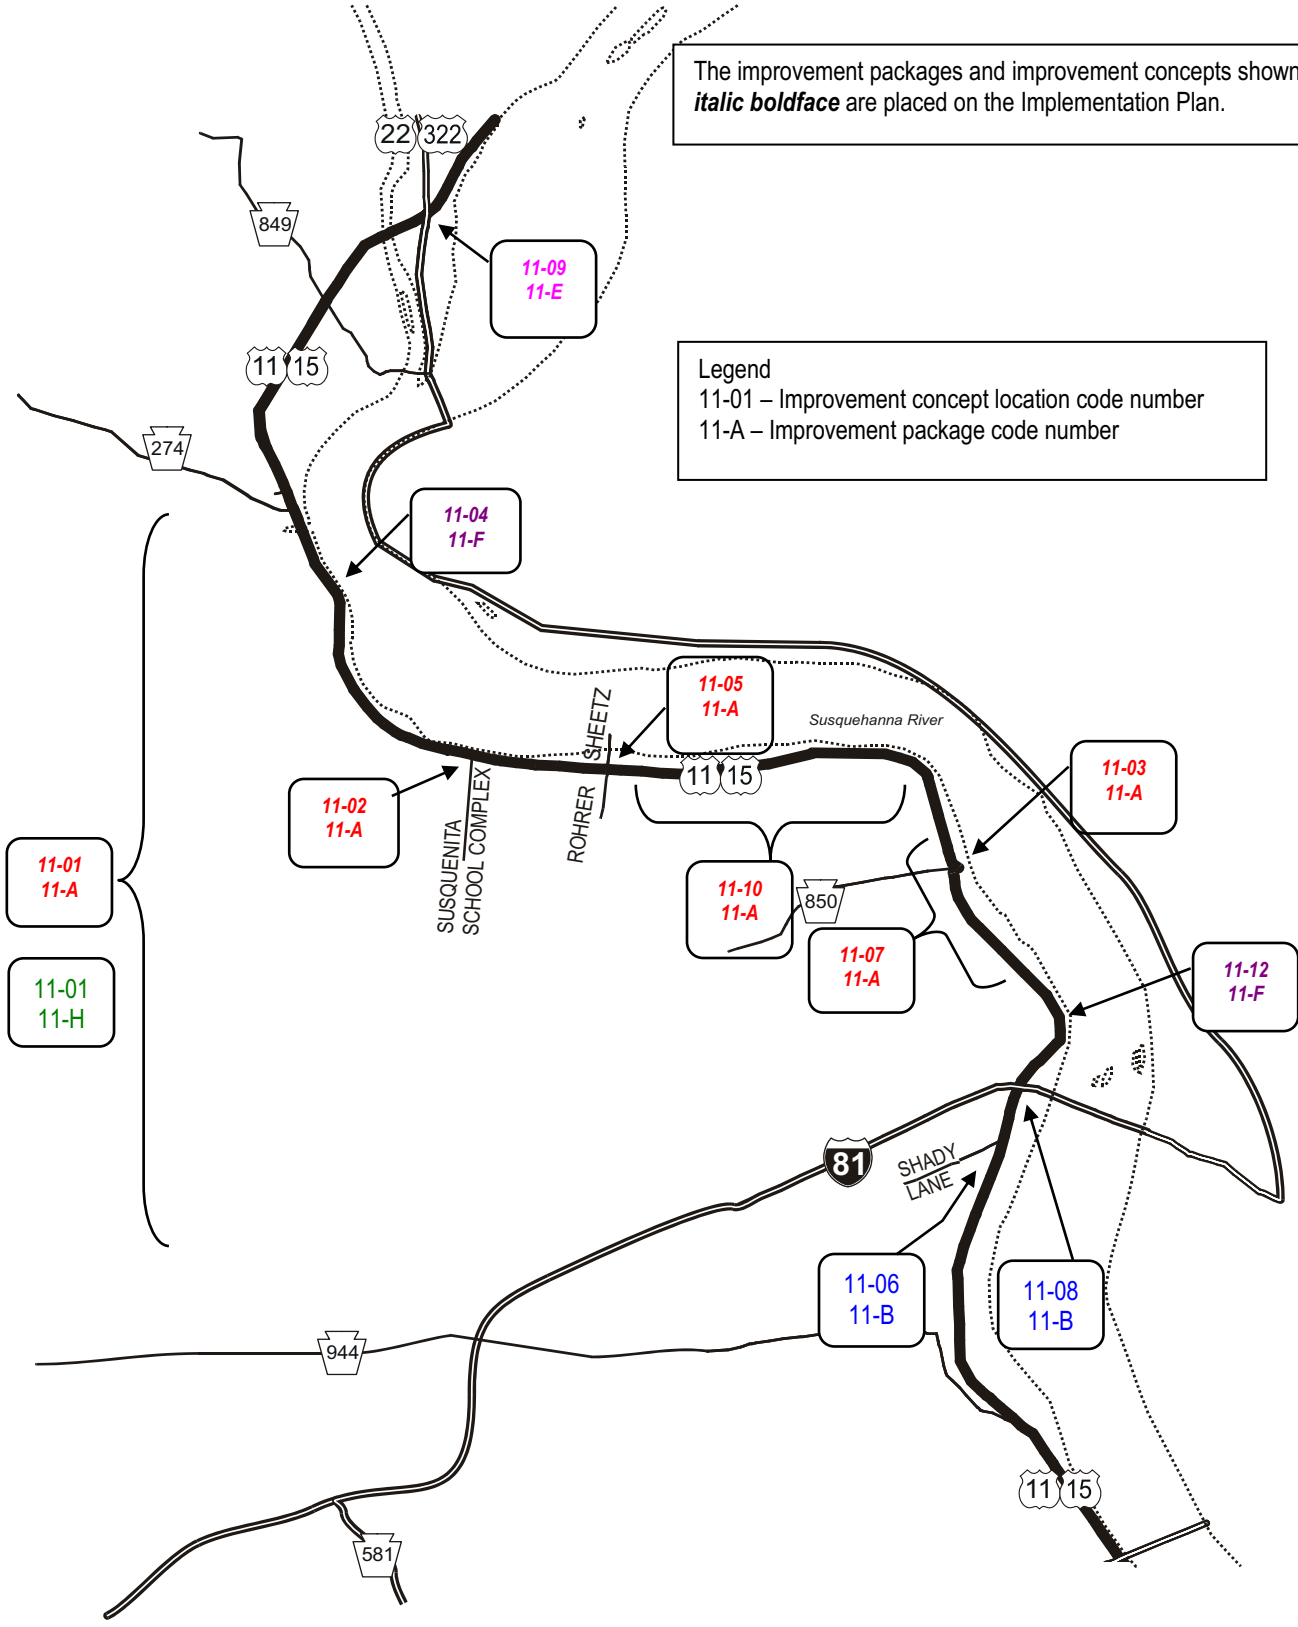 The improvement packages and improvement concepts shown
italic boldface are placed on the Implementation Plan.
22 322
849
11-09
11-E
11 15
Legend
11-01 – Improvement concept location code number
11-A – Improvement package code number
274
11-04
11-F
11-05
11-A
Susquehanna River
SHEETZ
ROHRER
11 15
11-03
11-A
11-02
11-A
SUSQUENITA
SCHOOL COMPLEX
11-01
11-A
11-10
11-A
850
11-07
11-A
11-01
11-H
11-12
11-F
81
SHADY
LANE
11-06
11-B
11-08
11-B
944
11 15
581